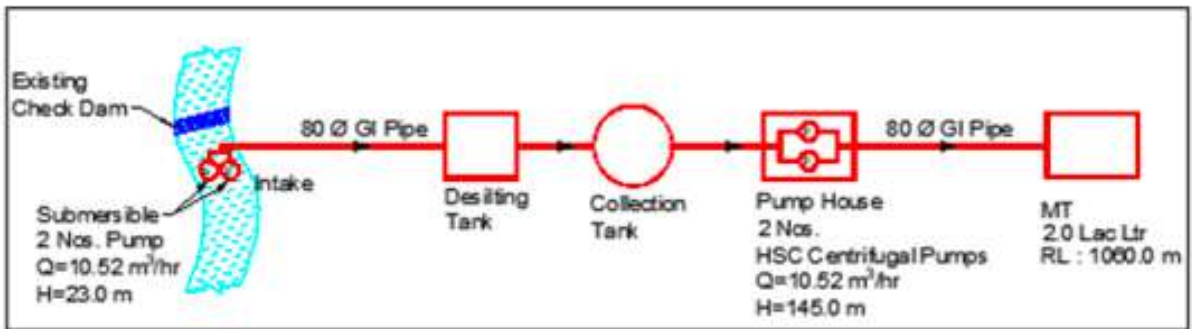 Existing
Check Dam
80 Ø GI Pipe
Intake
Submersible
2 Nos. Pump
Q=10.52 m³/hr
H=23.0 m
Desilting
Tank
Collection
Tank
Pump House
2 Nos.
HSC Centrifugal Pumps
Q=10.52 m³/hr
H=145.0 m
80 Ø GI Pipe
MT
2.0 Lac Ltr
RL : 1060.0 m